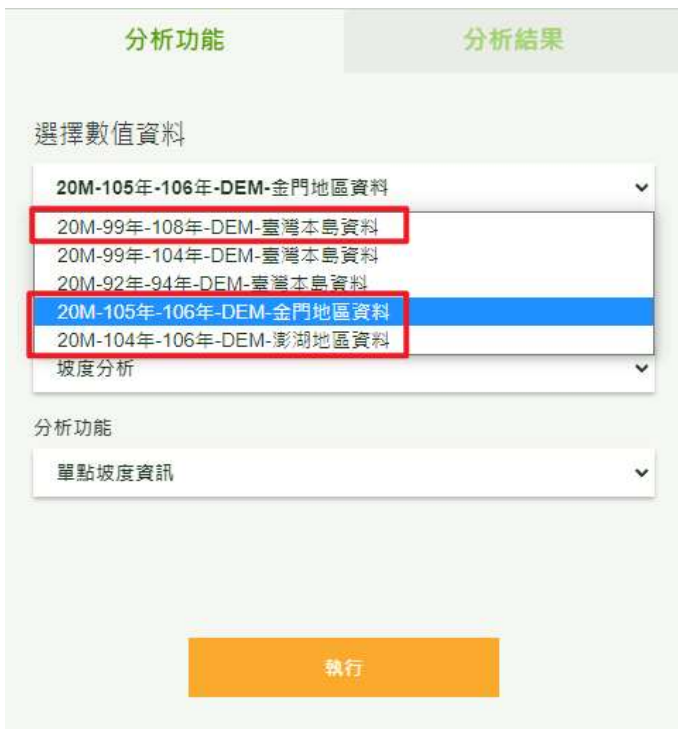 分析功能
分析結果
選擇數值資料
20M-105年-106年-DEM-金門地區資料
20M-99年-108年-DEM-臺灣本島資料
20M-99年-104年-DEM-臺灣本島資料
20M-92年-94年-DEM-臺灣本島資料
20M-105年-106年-DEM-金門地區資料
20M-104年-106年-DEM-澎湖地區資料
坡度分析
分析功能
單點坡度資訊
執行